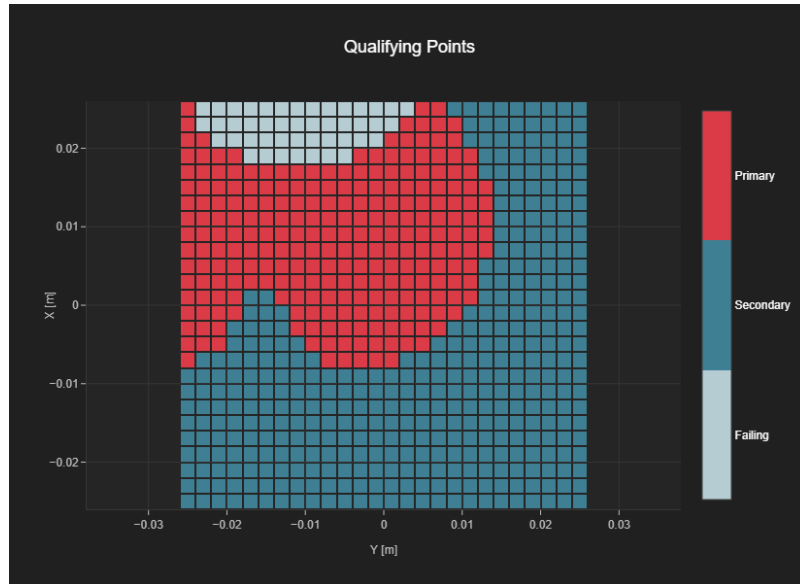 Qualifying Points
0.02
0.01
0
−0.01
−0.02
X [m]
−0.03
−0.02
−0.01
0
0.01
0.02
0.03
Y [m]
Primary
Secondary
Failing